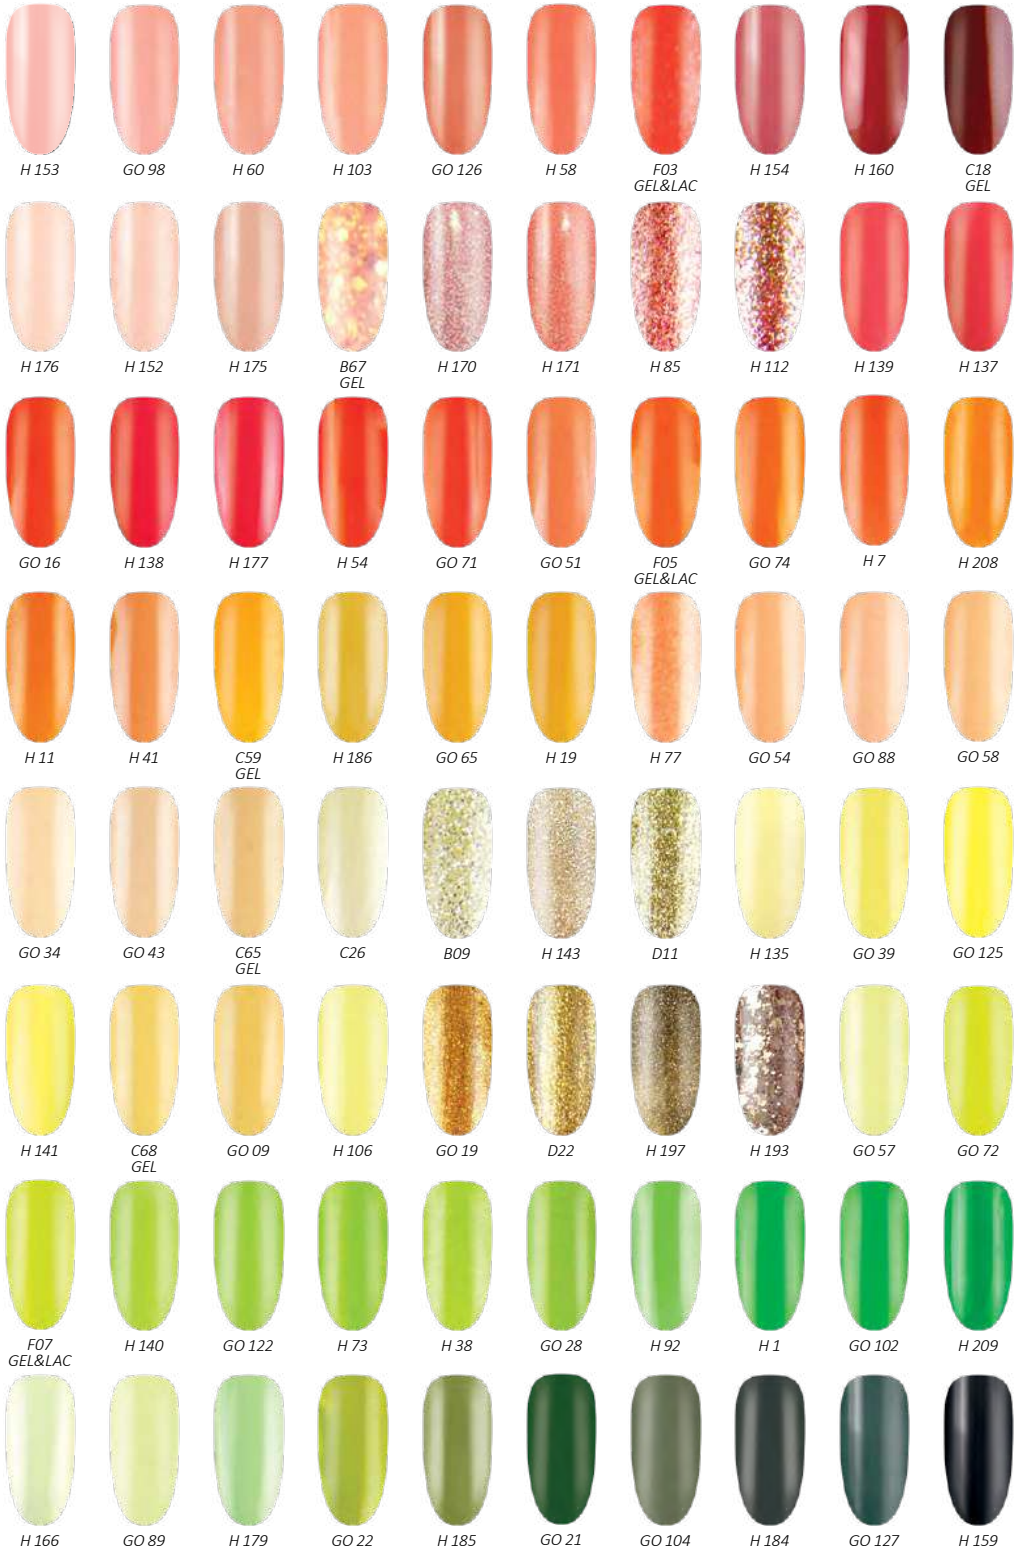 H 153 GO 98 H 60 H 103 GO 126 H 58 F03 H 154 H 160 C18
GEL&LAC GEL
H 176 H 152 H 175 B67 H 170 H 171 H 85 H 112 H 139 H 137
GEL
GO 16 H 138 H 177 H 54 GO 71 GO 51 F05 GO 74 H 7 H 208
GEL&LAC
H 11 H 41 C59 H 186 GO 65 H 19 H 77 GO 54 GO 88 GO 58
GEL
GO 34 GO 43 C65 C26 B09 H 143 D11 H 135 GO 39 GO 125
GEL
H 141 C68 GO 09 H 106 GO 19 D22 H 197 H 193 GO 57 GO 72
GEL
F07 H 140 GO 122 H 73 H 38 GO 28 H 92 H 1 GO 102 H 209
GEL&LAC
H 166 GO 89 H 179 GO 22 H 185 GO 21 GO 104 H 184 GO 127 H 159